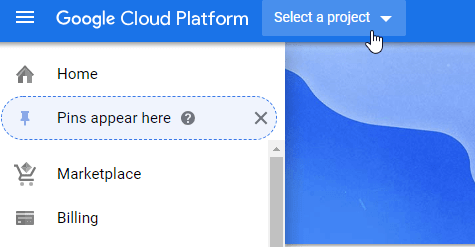 Google Cloud Platform Select a project
Home
Pins appear here ?
Marketplace
Billing